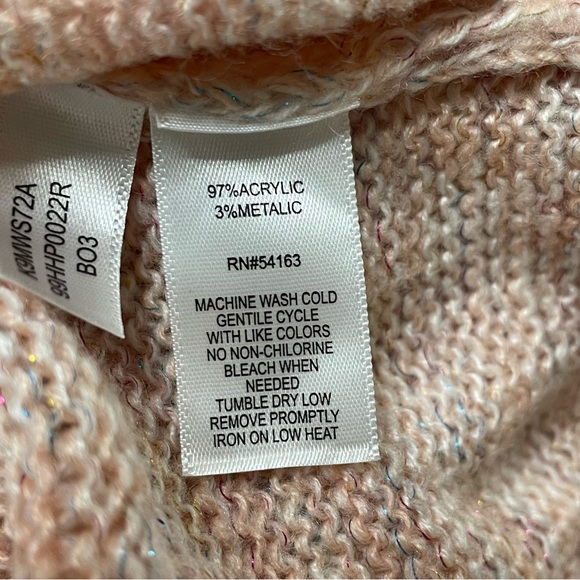 K9MWS72A
99HHP0022R
BO3
97%ACRYLIC
3%METALIC
RN#54163
MACHINE WASH COLD
GENTILE CYCLE
WITH LIKE COLORS
NO NON-CHLORINE
BLEACH WHEN
NEEDED
TUMBLE DRY LOW
REMOVE PROMPTLY
IRON ON LOW HEAT